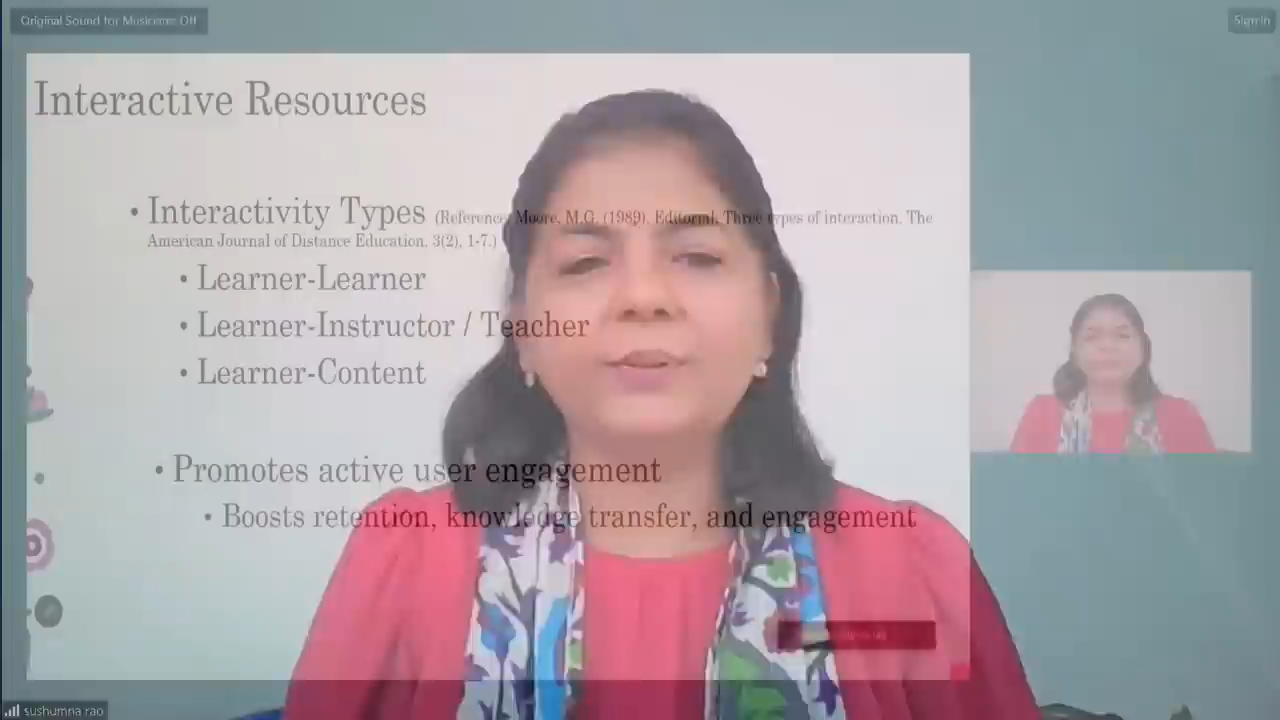 Original Sound for Musicians: Off
Sign in
Interactive Resources
• Interactivity Types (Reference: Moore, M.G. (1989). Editorial. Three types of interaction. The
American Journal of Distance Education, 3(2), 1-7.)
• Learner-Learner
• Learner-Instructor / Teacher
• Learner-Content
• Promotes active user engagement
• Boosts retention, knowledge transfer, and engagement
sushumna rao